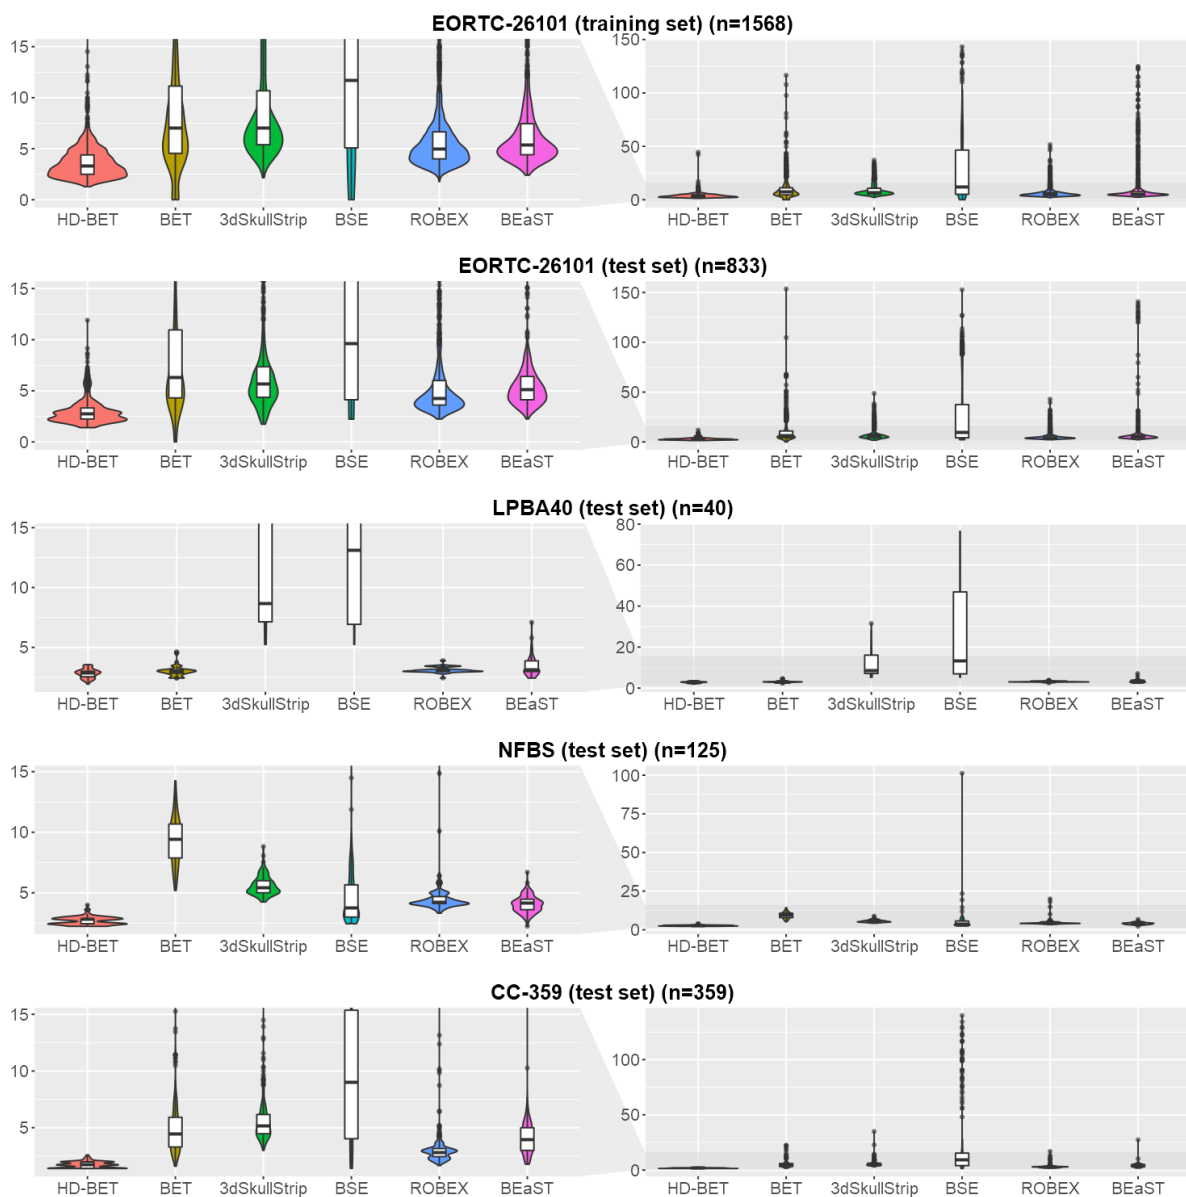 EORTC-26101 (training set) (n=1568)
15
10
5
0
HD-BET BET 3dSkullStrip BSE ROBEX BEaST
150
100
50
0
HD-BET BET 3dSkullStrip BSE ROBEX BEaST
EORTC-26101 (test set) (n=833)
15
10
5
0
HD-BET BET 3dSkullStrip BSE ROBEX BEaST
150
100
50
0
HD-BET BET 3dSkullStrip BSE ROBEX BEaST
LPBA40 (test set) (n=40)
15
10
5
HD-BET BET 3dSkullStrip BSE ROBEX BEaST
80
60
40
20
0
HD-BET BET 3dSkullStrip BSE ROBEX BEaST
NFBS (test set) (n=125)
15
10
5
HD-BET BET 3dSkullStrip BSE ROBEX BEaST
100
75
50
25
0
HD-BET BET 3dSkullStrip BSE ROBEX BEaST
CC-359 (test set) (n=359)
15
10
5
HD-BET BET 3dSkullStrip BSE ROBEX BEaST
100
50
0
HD-BET BET 3dSkullStrip BSE ROBEX BEaST